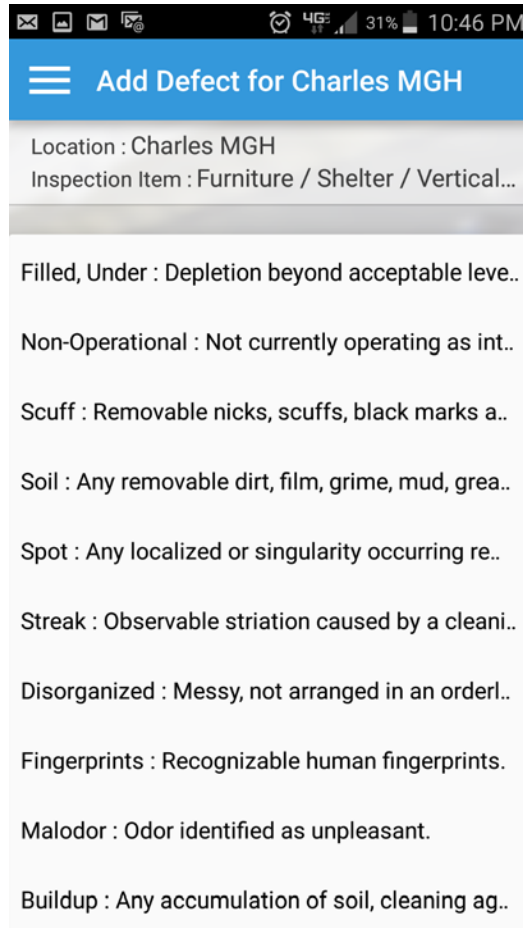 4G 31% 10:46 PM
Add Defect for Charles MGH
Location : Charles MGH
Inspection Item : Furniture / Shelter / Vertical...
Filled, Under : Depletion beyond acceptable leve..
Non-Operational : Not currently operating as int..
Scuff : Removable nicks, scuffs, black marks a..
Soil : Any removable dirt, film, grime, mud, grea..
Spot : Any localized or singularity occurring re..
Streak : Observable striation caused by a cleani..
Disorganized : Messy, not arranged in an orderl..
Fingerprints : Recognizable human fingerprints.
Malodor : Odor identified as unpleasant.
Buildup : Any accumulation of soil, cleaning ag..